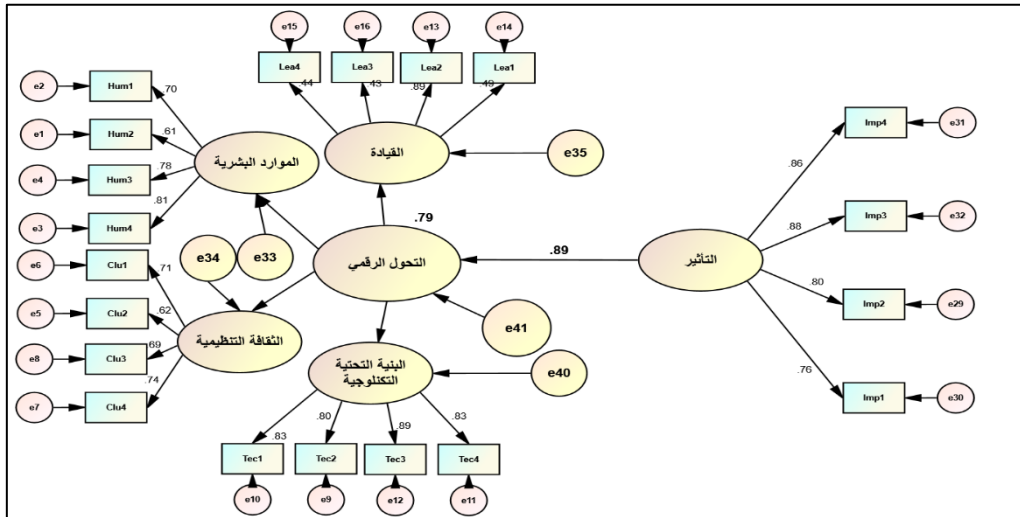 e15
e16
e13
e14
Lea4
Lea3
Lea2
Lea1
.44
.43
.89
.49
e2
Hum1
.70
e1
Hum2
.61
e4
Hum3
.78
e3
Hum4
.81
الموارد البشرية
القيادة
e35
e34
e33
.79
التحول الرقمي
.89
التأثير
e6
Clu1
.71
e5
Clu2
.62
e8
Clu3
.69
e7
Clu4
.74
الثقافة التنظيمية
e41
البنية التحتية
التكنلوجية
e40
.83
.80
.89
.83
Tec1
Tec2
Tec3
Tec4
e10
e9
e12
e11
.86
Imp4
e31
.88
Imp3
e32
.80
Imp2
e29
.76
Imp1
e30